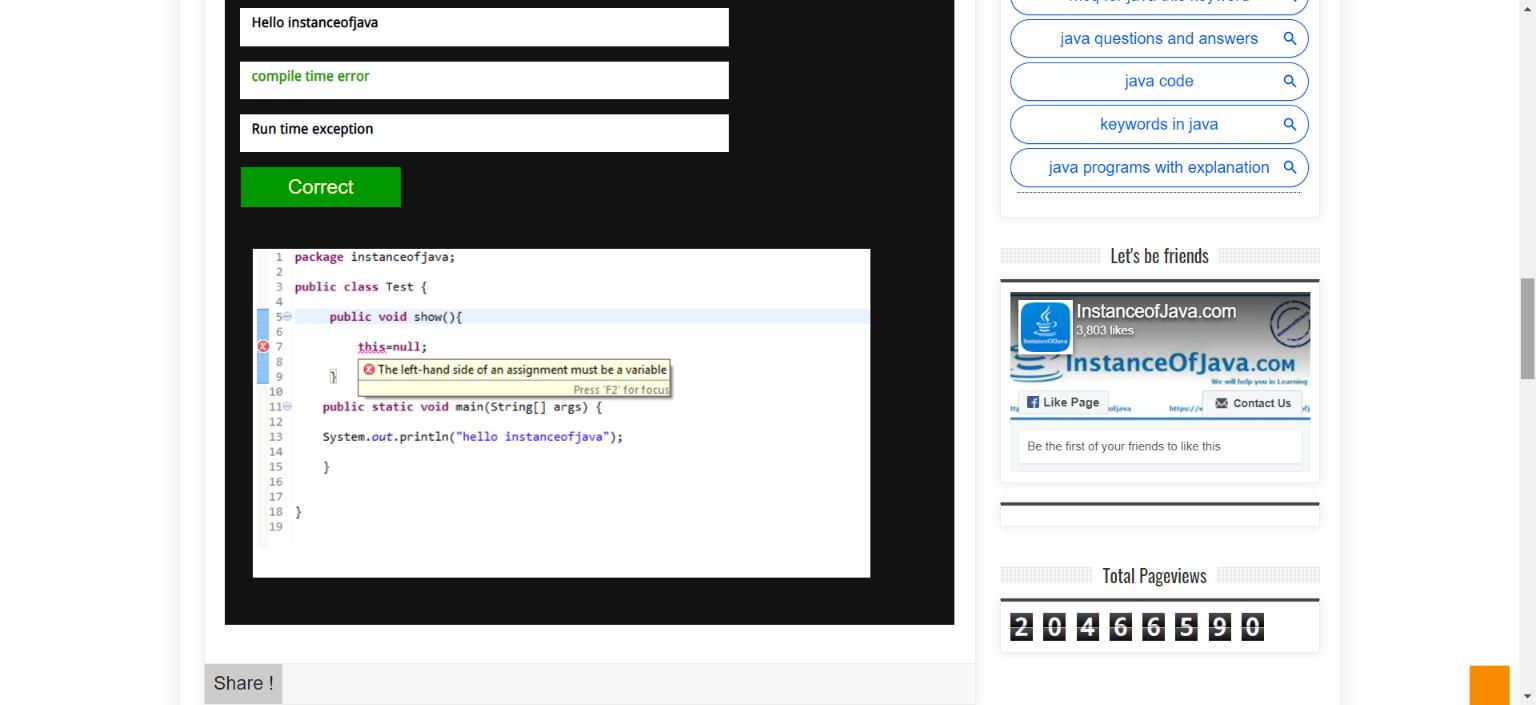 Hello instanceofjava
compile time error
Run time exception
Correct
1 package instanceofjava;
2
3 public class Test {
4
5 public void show(){
6
7 this=null;
8
The left-hand side of an assignment must be a variable
9 }
Press 'F2' for focus
10
11 public static void main(String[] args) {
12
13 System.out.println("hello instanceofjava");
14
15 }
16
17
18 }
19
Share !
java questions and answers
java code
keywords in java
java programs with explanation
Let's be friends
InstanceofJava.com
3,803 likes
InstanceOfJava
InstanceOfJava.com
We will help you in Learning
Like Page
ofjava
Contact Us
Be the first of your friends to like this
Total Pageviews
2 0 4 6 6 5 9 0